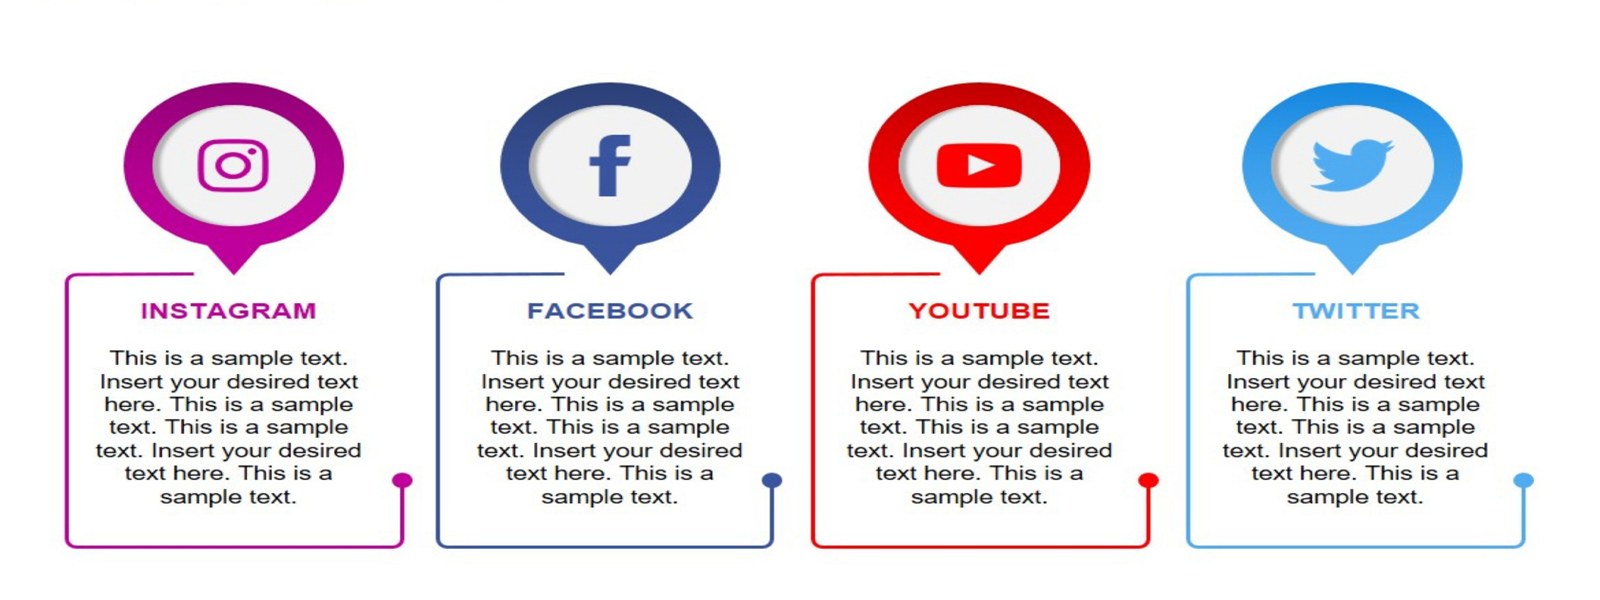 INSTAGRAM
This is a sample text.
Insert your desired text
here. This is a sample
text. This is a sample
text. Insert your desired
text here. This is a
sample text.
FACEBOOK
This is a sample text.
Insert your desired text
here. This is a sample
text. This is a sample
text. Insert your desired
text here. This is a
sample text.
YOUTUBE
This is a sample text.
Insert your desired text
here. This is a sample
text. This is a sample
text. Insert your desired
text here. This is a
sample text.
TWITTER
This is a sample text.
Insert your desired text
here. This is a sample
text. This is a sample
text. Insert your desired
text here. This is a
sample text.